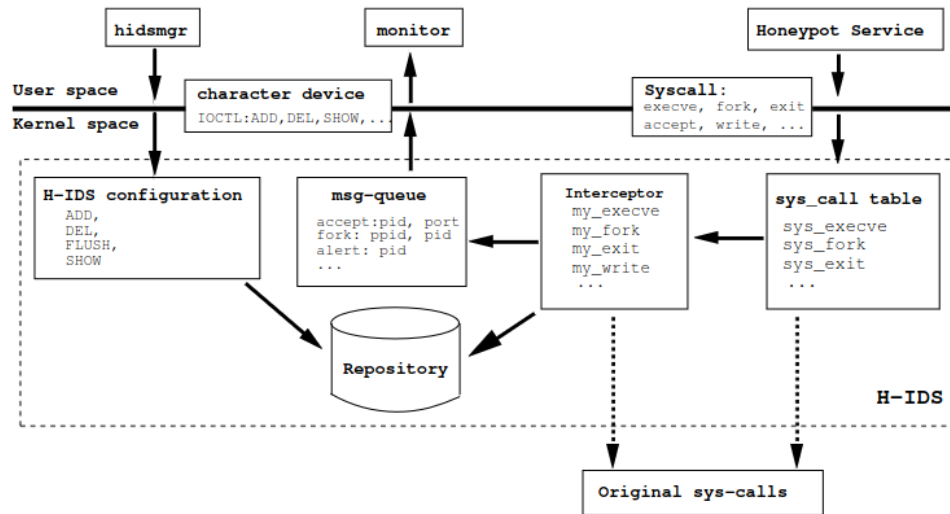 hidsmgr
monitor
Honeypot Service
User space
Kernel space
character device
IOCTL:ADD,DEL,SHOW,...
Syscall:
execve, fork, exit
accept, write, ...
H-IDS configuration
ADD,
DEL,
FLUSH,
SHOW
msg-queue
accept:pid, port
fork: ppid, pid
alert: pid
...
Interceptor
my_execve
my_fork
my_exit
my_write
...
sys_call table
sys_execve
sys_fork
sys_exit
...
Repository
H-IDS
Original sys-calls